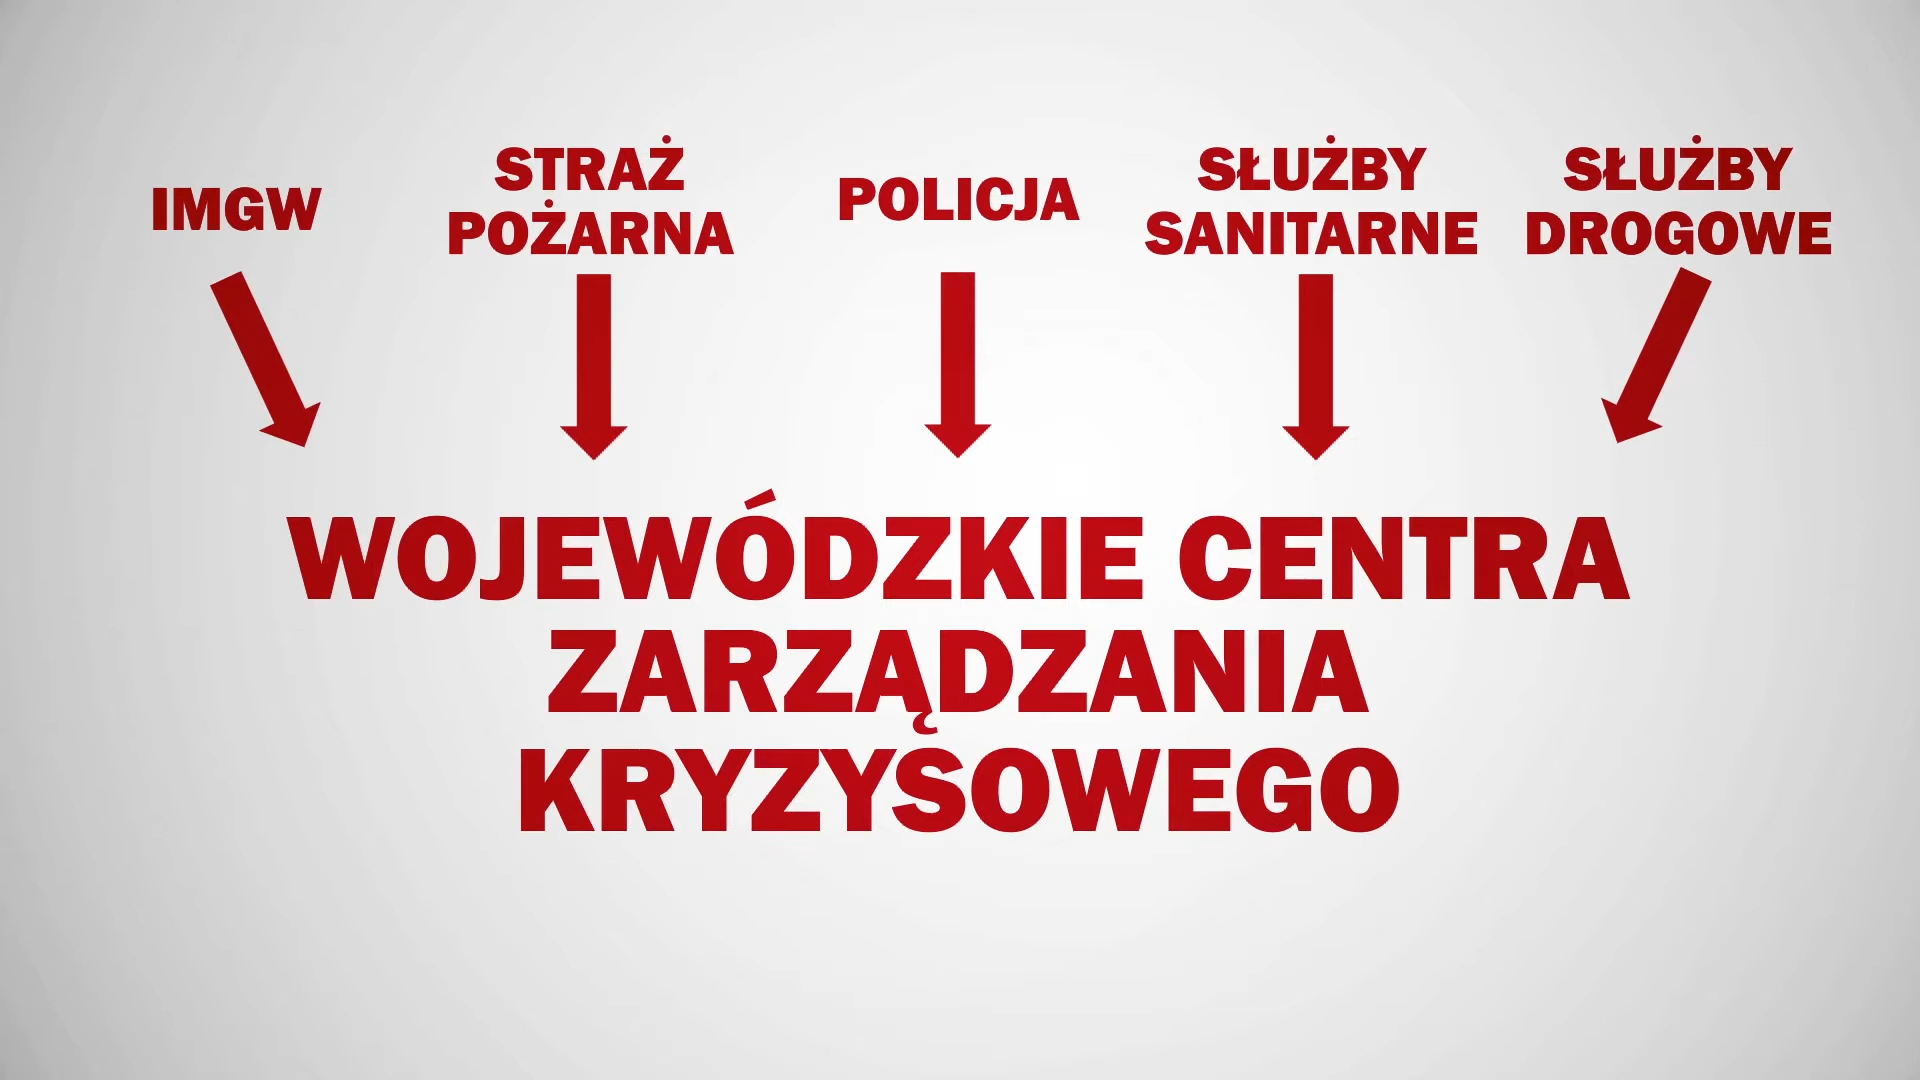 IMGW
STRAŻ
POŻARNA
POLICJA
SŁUŻBY
SANITARNE
SŁUŻBY
DROGOWE
WOJEWÓDZKIE CENTRA
ZARZĄDZANIA
KRYZYSOWEGO